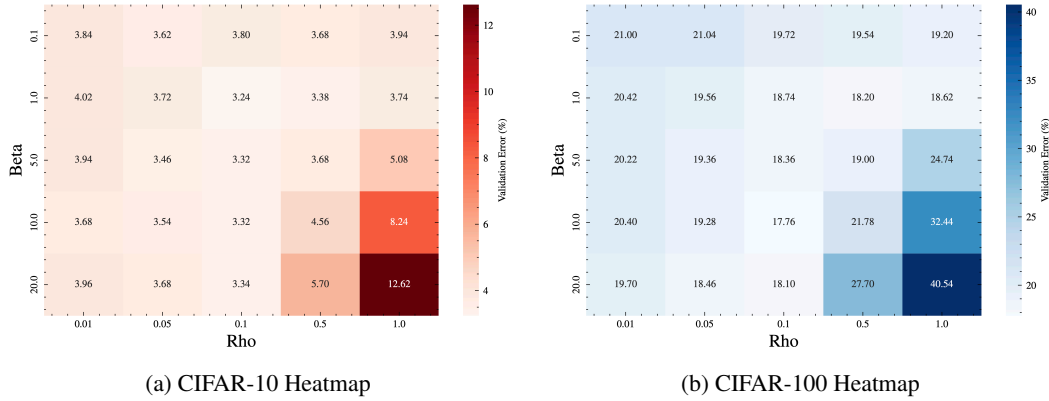 0.1 3.84 3.62 3.80 3.68 3.94
1.0 4.02 3.72 3.24 3.38 3.74
5.0 3.94 3.46 3.32 3.68 5.08
10.0 3.68 3.54 3.32 4.56 8.24
20.0 3.96 3.68 3.34 5.70 12.62
0.01 0.05 0.1 0.5 1.0
Beta
Rho
12
10
8
6
4
Validation Error (%)
(a) CIFAR-10 Heatmap
0.1 21.00 21.04 19.72 19.54 19.20
1.0 20.42 19.56 18.74 18.20 18.62
5.0 20.22 19.36 18.36 19.00 24.74
10.0 20.40 19.28 17.76 21.78 32.44
20.0 19.70 18.46 18.10 27.70 40.54
0.01 0.05 0.1 0.5 1.0
Beta
Rho
40
35
30
25
20
Validation Error (%)
(b) CIFAR-100 Heatmap